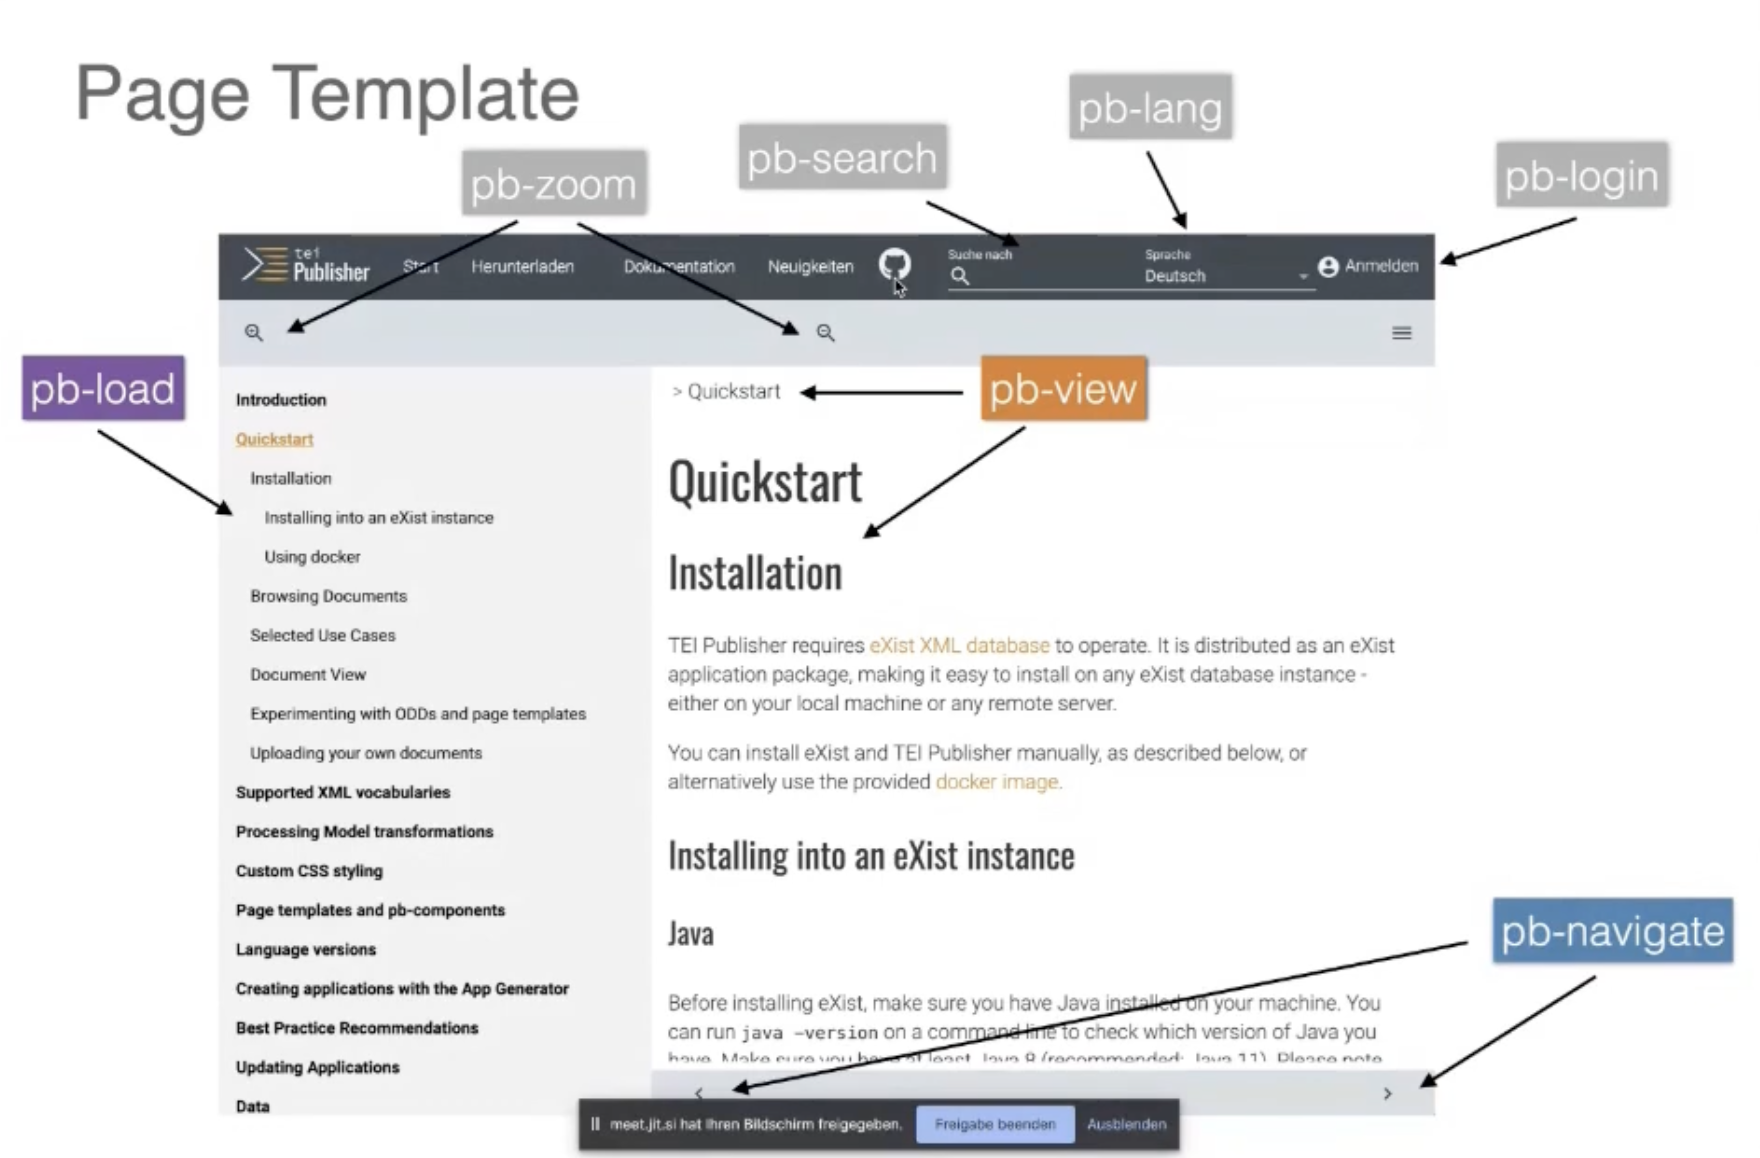 Page Template
pb-zoom
pb-search
pb-lang
pb-login
tei
Publisher
Start
Herunterladen
Dokumentation
Neuigkeiten
Suche nach
Sprache
Deutsch
Anmelden
pb-load
pb-view
Introduction
Quickstart
Installation
Installing into an eXist instance
Using docker
Browsing Documents
Selected Use Cases
Document View
Experimenting with ODDs and page templates
Uploading your own documents
Supported XML vocabularies
Processing Model transformations
Custom CSS styling
Page templates and pb-components
Language versions
Creating applications with the App Generator
Best Practice Recommendations
Updating Applications
Data
> Quickstart
Quickstart
Installation
TEI Publisher requires eXist XML database to operate. It is distributed as an eXist
application package, making it easy to install on any eXist database instance -
either on your local machine or any remote server.
You can install eXist and TEI Publisher manually, as described below, or
alternatively use the provided docker image.
Installing into an eXist instance
Java
Before installing eXist, make sure you have Java installed on your machine. You
can run java –version on a command line to check which version of Java you
have. Make sure you have at least Java 8 (recommended: Java 11). Please note
pb-navigate
meet.jit.si hat Ihren Bildschirm freigegeben.
Freigabe beenden
Ausblenden